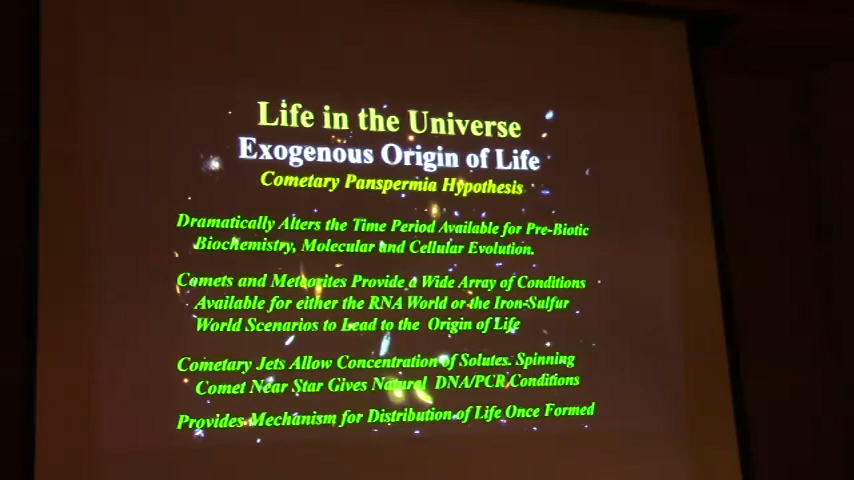 Life in the Universe
Exogenous Origin of Life
Cometary Panspermia Hypothesis
Dramatically Alters the Time Period Available for Pre-Biotic
Biochemistry, Molecular and Cellular Evolution.
Comets and Meteorites Provide a Wide Array of Conditions
Available for either the RNA World or the Iron-Sulfur
World Scenarios to Lead to the Origin of Life
Cometary Jets Allow Concentration of Solutes. Spinning
Comet Near Star Gives Natural DNA/PCR Conditions
Provides Mechanism for Distribution of Life Once Formed